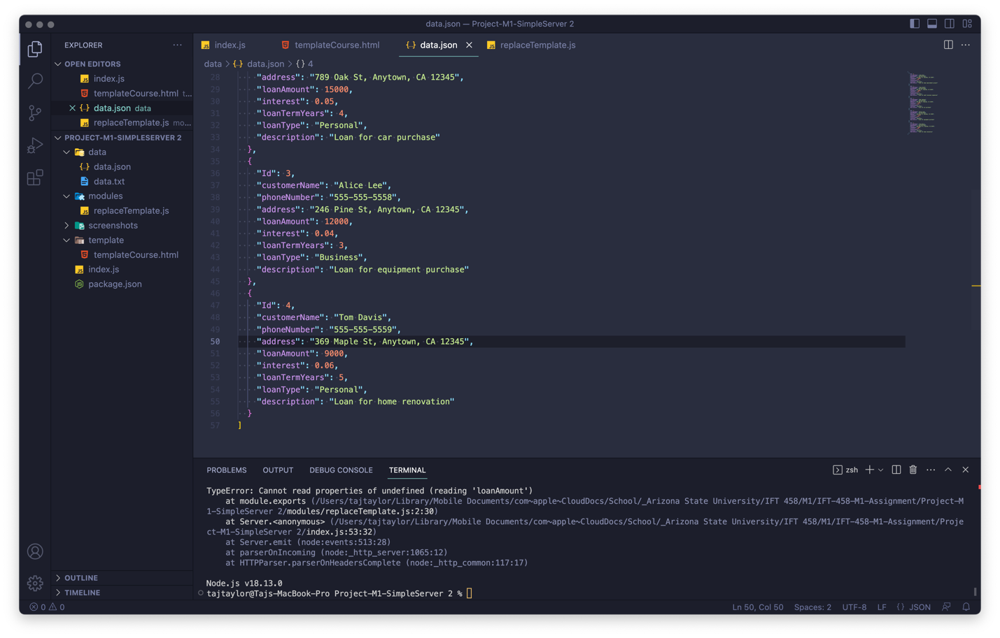 data.json — Project-M1-SimpleServer 2
EXPLORER
OPEN EDITORS
index.js
templateCourse.html t...
data.json data
replaceTemplate.js mo...
PROJECT-M1-SIMPLESERVER 2
data
data.json
data.txt
modules
replaceTemplate.js
screenshots
template
templateCourse.html
index.js
package.json
OUTLINE
TIMELINE
index.js templateCourse.html data.json replaceTemplate.js
data > {..} data.json > {} 4
28 "address": "789 Oak St, Anytown, CA 12345",
29 "loanAmount": 15000,
30 "interest": 0.05,
31 "loanTermYears": 4,
32 "loanType": "Personal",
33 "description": "Loan for car purchase"
34 },
35 {
36 "Id": 3,
37 "customerName": "Alice Lee",
38 "phoneNumber": "555-555-5558",
39 "address": "246 Pine St, Anytown, CA 12345",
40 "loanAmount": 12000,
41 "interest": 0.04,
42 "loanTermYears": 3,
43 "loanType": "Business",
44 "description": "Loan for equipment purchase"
45 },
46 {
47 "Id": 4,
48 "customerName": "Tom Davis",
49 "phoneNumber": "555-555-5559",
50 "address": "369 Maple St, Anytown, CA 12345",
51 "loanAmount": 9000,
52 "interest": 0.06,
53 "loanTermYears": 5,
54 "loanType": "Personal",
55 "description": "Loan for home renovation"
56 }
57 ]
PROBLEMS OUTPUT DEBUG CONSOLE TERMINAL zsh
TypeError: Cannot read properties of undefined (reading 'loanAmount')
at module.exports (/Users/tajtaylor/Library/Mobile Documents/com~apple~CloudDocs/School/_Arizona State University/IFT 458/M1/IFT-458-M1-Assignment/Project-M
1-SimpleServer 2/modules/replaceTemplate.js:2:30)
at Server.<anonymous> (/Users/tajtaylor/Library/Mobile Documents/com~apple~CloudDocs/School/_Arizona State University/IFT 458/M1/IFT-458-M1-Assignment/Proje
ct-M1-SimpleServer 2/index.js:53:32)
at Server.emit (node:events:513:28)
at parserOnIncoming (node:_http_server:1065:12)
at HTTPParser.parserOnHeadersComplete (node:_http_common:117:17)
Node.js v18.13.0
tajtaylor@Tajs-MacBook-Pro Project-M1-SimpleServer 2 %
0 0 Ln 50, Col 50 Spaces: 2 UTF-8 LF {} JSON